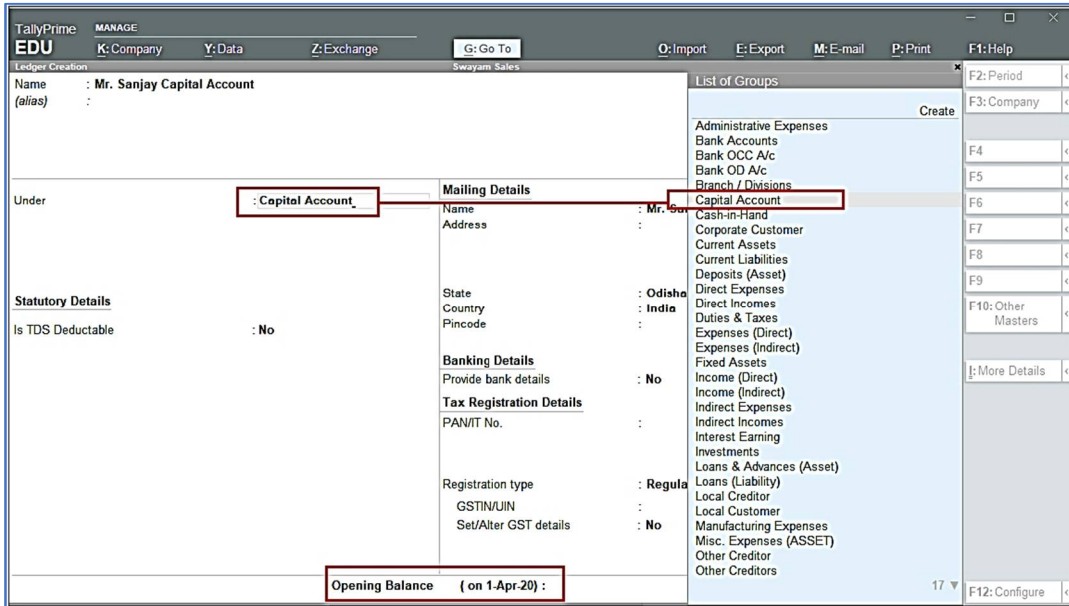 TallyPrime
EDU
MANAGE
K: Company Y: Data Z: Exchange G: Go To O: Import E: Export M: E-mail P: Print F1: Help
Ledger Creation Swayam Sales
Name : Mr. Sanjay Capital Account
(alias) :
Under : Capital Account
Statutory Details
Is TDS Deductable : No
Mailing Details
Name : Mr.
Address :
State : Odisha
Country : India
Pincode :
Banking Details
Provide bank details : No
Tax Registration Details
PAN/IT No. :
Registration type : Regula
GSTIN/UIN :
Set/Alter GST details : No
Opening Balance ( on 1-Apr-20) :
List of Groups
Create
Administrative Expenses
Bank Accounts
Bank OCC A/c
Bank OD A/c
Branch / Divisions
Capital Account
Cash-in-Hand
Corporate Customer
Current Assets
Current Liabilities
Deposits (Asset)
Direct Expenses
Direct Incomes
Duties & Taxes
Expenses (Direct)
Expenses (Indirect)
Fixed Assets
Income (Direct)
Income (Indirect)
Indirect Expenses
Indirect Incomes
Interest Earning
Investments
Loans & Advances (Asset)
Loans (Liability)
Local Creditor
Local Customer
Manufacturing Expenses
Misc. Expenses (ASSET)
Other Creditor
Other Creditors
17 ▼
F2: Period
F3: Company
F4
F5
F6
F7
F8
F9
F10: Other
Masters
I: More Details
F12: Configure